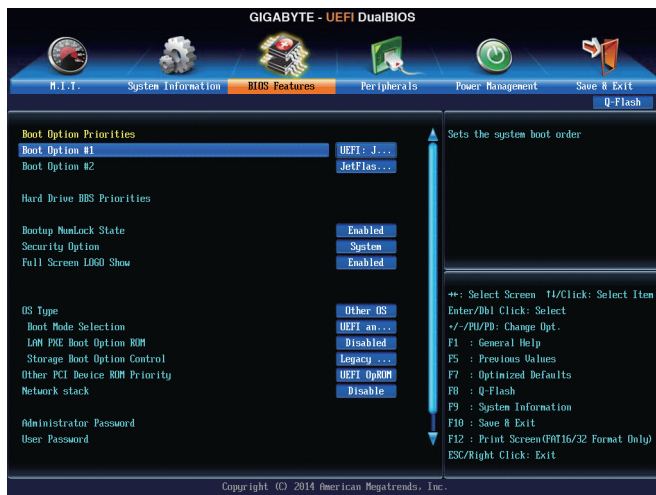 GIGABYTE - UEFI DualBIOS
M.I.T.
System Information
BIOS Features
Peripherals
Power Management
Save & Exit
Q-Flash
Boot Option Priorities
Boot Option #1 UEFI: J...
Boot Option #2 JetFlas...
Hard Drive BBS Priorities
Bootup NumLock State Enabled
Security Option System
Full Screen LOGO Show Enabled
OS Type Other OS
Boot Mode Selection UEFI an...
LAN PXE Boot Option ROM Disabled
Storage Boot Option Control Legacy ...
Other PCI Device ROM Priority UEFI OpROM
Network stack Disable
Administrator Password
User Password
Sets the system boot order
→←: Select Screen ↑↓/Click: Select Item
Enter/Dbl Click: Select
+/-/PU/PD: Change Opt.
F1 : General Help
F5 : Previous Values
F7 : Optimized Defaults
F8 : Q-Flash
F9 : System Information
F10 : Save & Exit
F12 : Print Screen(FAT16/32 Format Only)
ESC/Right Click: Exit
Copyright (C) 2014 American Megatrends, Inc.